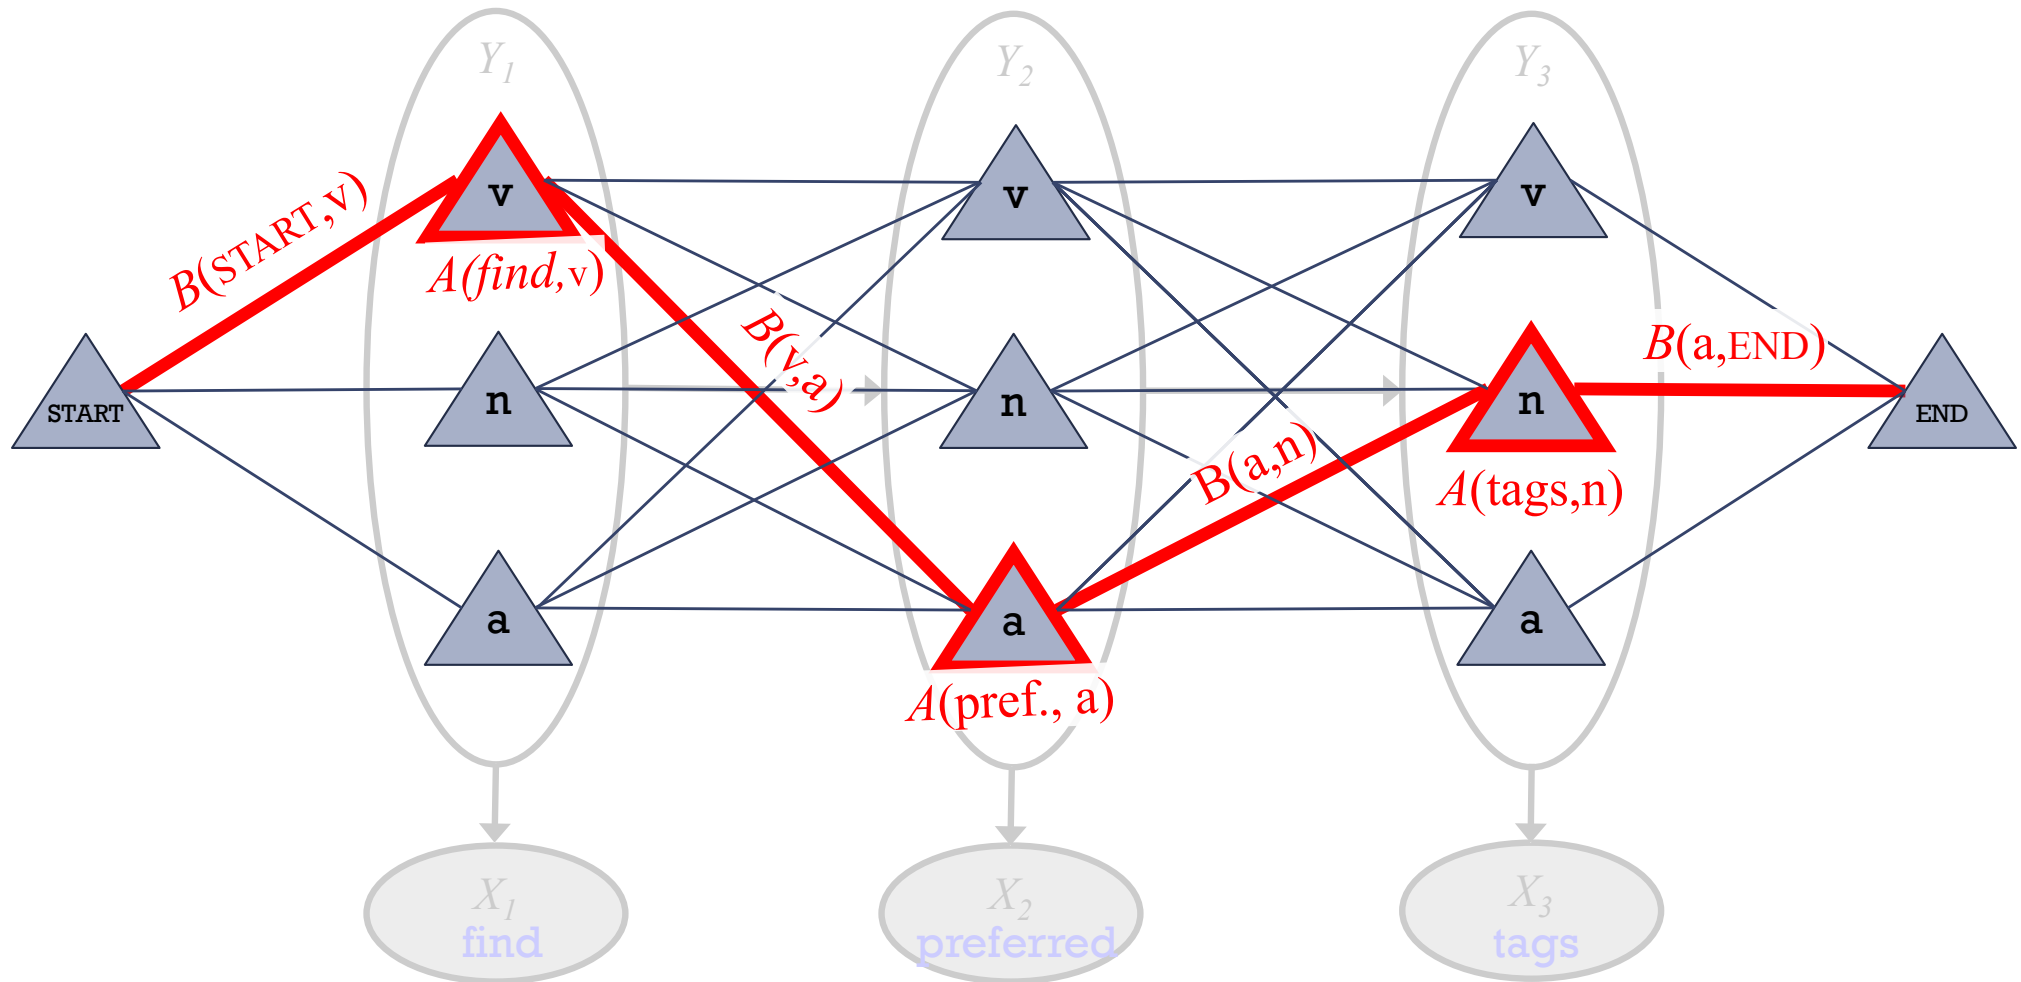 Y1 Y2 Y3
v v v
B(START,v)
A(find,v)
B(v,a)
B(a,END)
START n n n END
B(a,n)
A(tags,n)
a a a
A(pref., a)
X1 X2 X3
find preferred tags